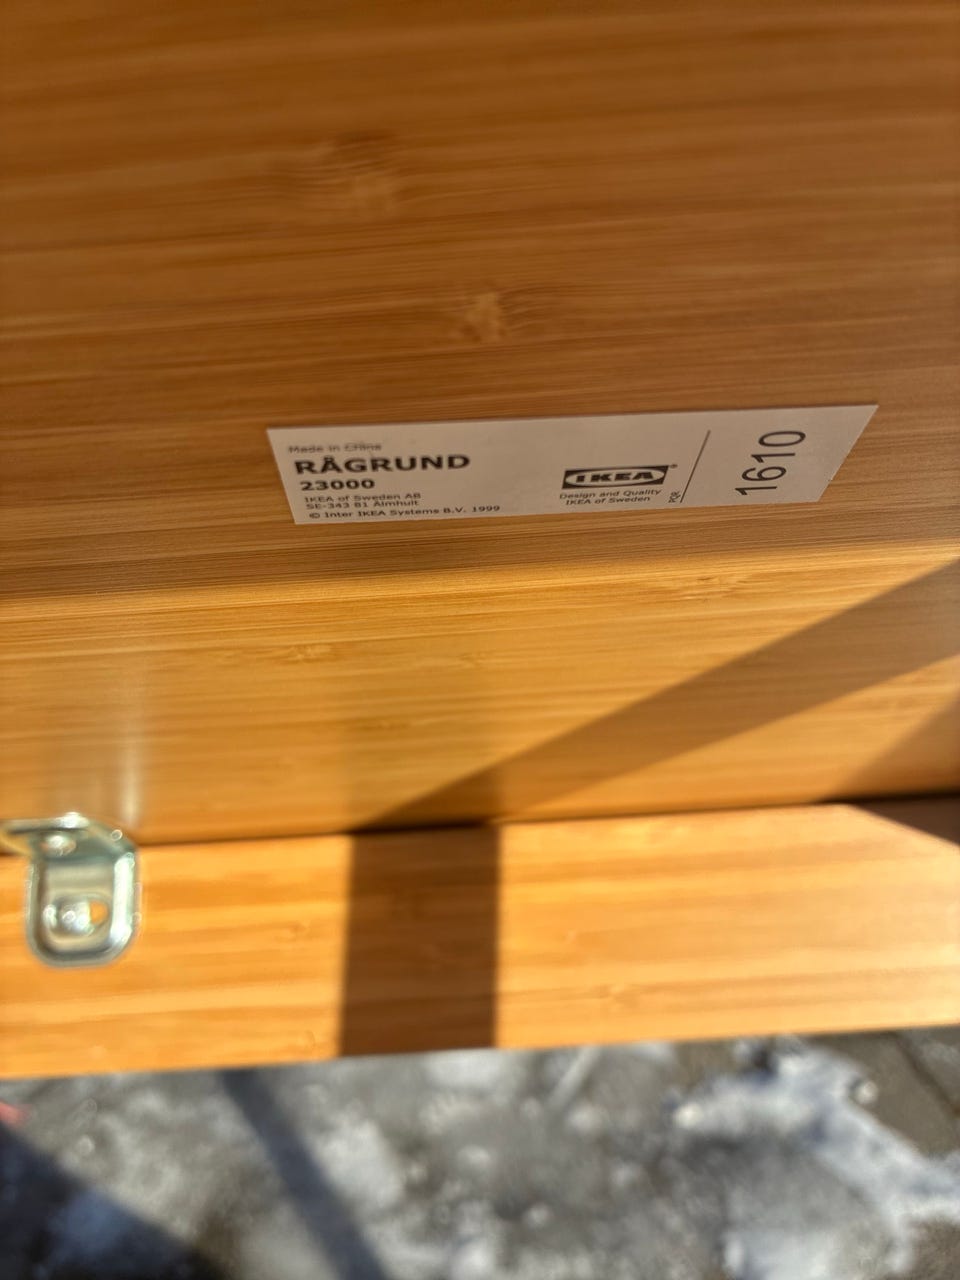 Made in China
RÅGRUND
23000
IKEA of Sweden AB
SE-343 81 Älmhult
© Inter IKEA Systems B.V. 1999
IKEA®
Design and Quality
IKEA of Sweden
PQR
1610